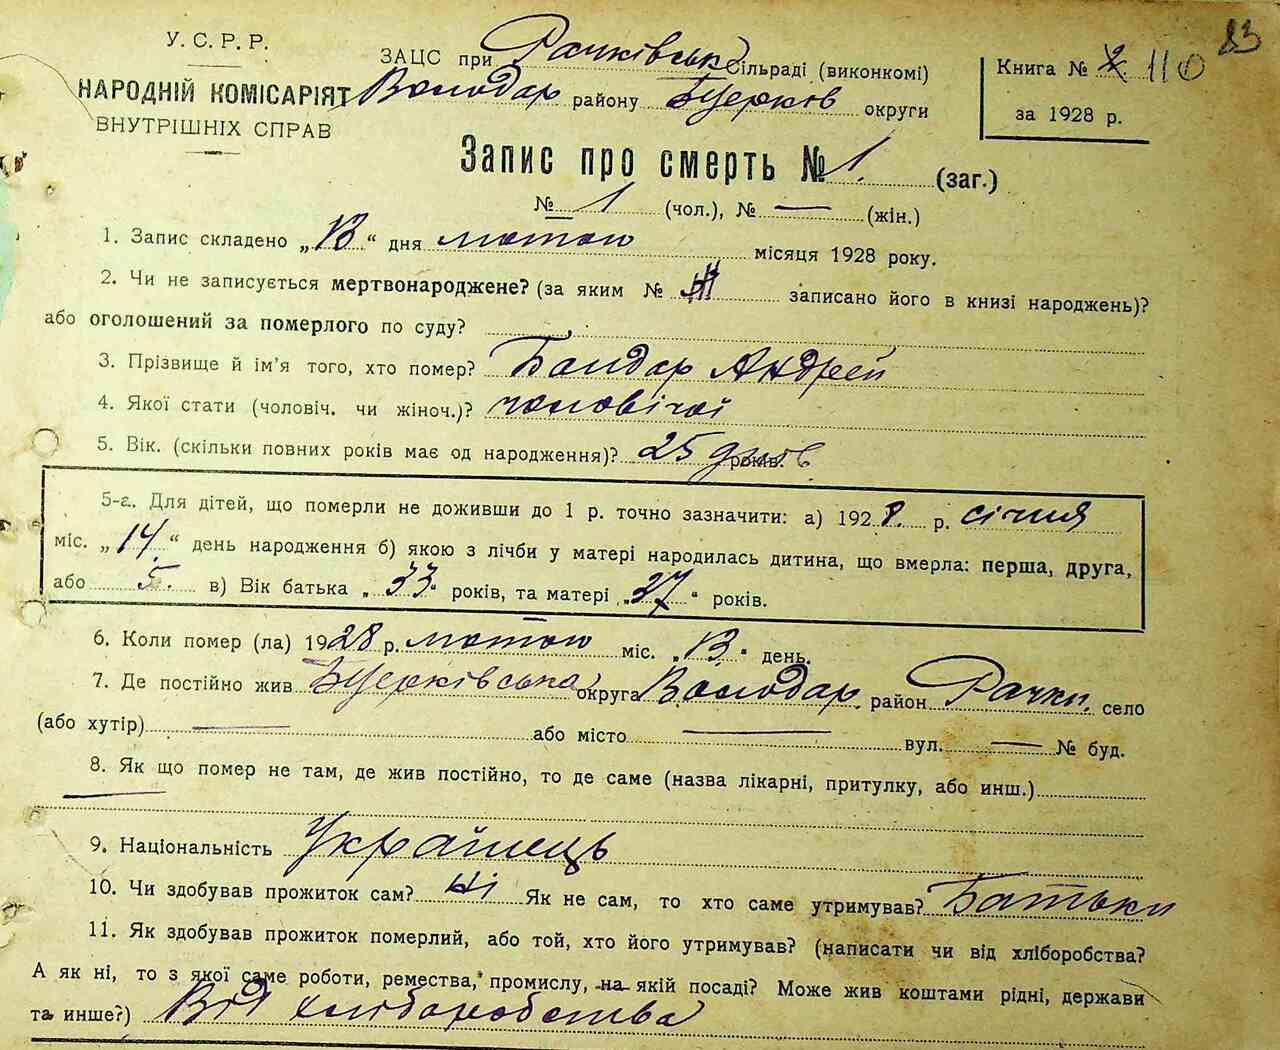 23
У.С.Р.Р.
НАРОДНІЙ КОМІСАРІЯТ
ВНУТРІШНІХ СПРАВ
ЗАЦС при Рачківськ Сільраді (виконкомі)
Володар району Бцерків округи
Книга № 2 110
за 1928 р.
Запис про смерть № 1. (заг.)
№ 1 (чол.), № — (жін.)
1. Запис складено „13“ дня лютого місяця 1928 року.
2. Чи не записується мертвонароджене? (за яким № записано його в книзі народжень)?
або оголошений за померлого по суду?
3. Прізвище й ім'я того, хто помер? Бондар Андрей
4. Якої стати (чоловіч. чи жіноч.)? чоловічої
5. Вік. (скільки повних років має од народження)? 25 днів років.
5-а. Для дітей, що померли не доживши до 1 р. точно зазначити: а) 1928. р. січня
міс. „14“ день народження б) якою з лічби у матері народилась дитина, що вмерла: перша, друга,
або 5. в) Вік батька „33“ років, та матері „37“ років.
6. Коли помер (ла) 1928 р. лютого міс. „13“ день.
7. Де постійно жив Бцерківська округа Володар. район Рачки. село
(або хутір) — або місто — вул. — № буд.
8. Як що помер не там, де жив постійно, то де саме (назва лікарні, притулку, або инш.)
—
9. Національність Українець
10. Чи здобував прожиток сам? Ні Як не сам, то хто саме утримував? Батьки
11. Як здобував прожиток померлий, або той, хто його утримував? (написати чи від хліборобства?
А як ні, то з якої саме роботи, ремества, промислу, на якій посаді? Може жив коштами рідні, держави
та инше?) Від хліборобства